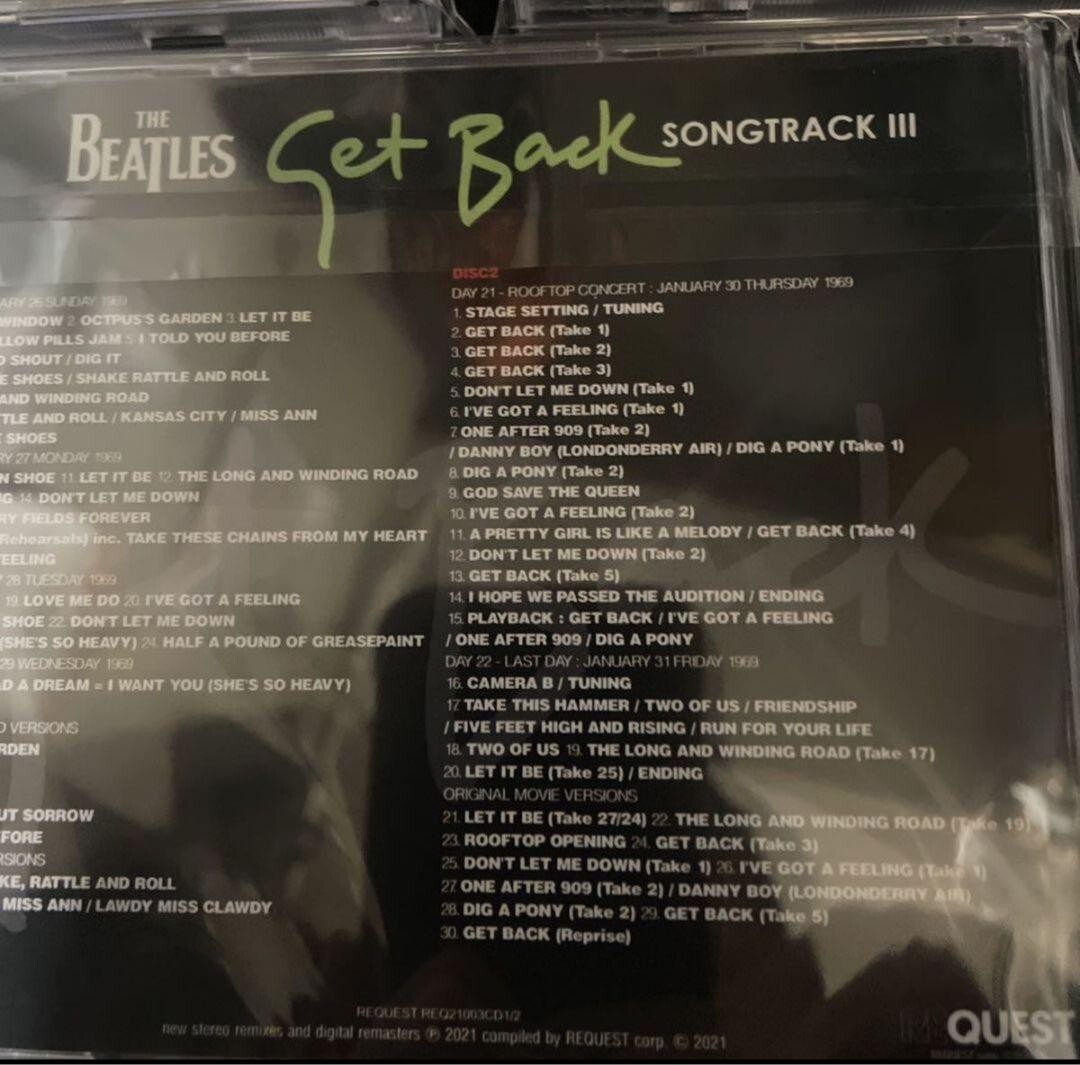 THE
BEATLES Get Back SONGTRACK III
ARY 26 SUNDAY 1969
WINDOW 2. OCTPUS'S GARDEN 3. LET IT BE
LLOW PILLS JAM 5. I TOLD YOU BEFORE
D SHOUT / DIG IT
E SHOES / SHAKE RATTLE AND ROLL
AND WINDING ROAD
TLE AND ROLL / KANSAS CITY / MISS ANN
SHOES
RY 27 MONDAY 1969
N SHOE 11. LET IT BE 12. THE LONG AND WINDING ROAD
G 14. DON'T LET ME DOWN
RY FIELDS FOREVER
Rehearsals) inc. TAKE THESE CHAINS FROM MY HEART
EELING
28 TUESDAY 1969
19. LOVE ME DO 20. I'VE GOT A FEELING
SHOE 22. DON'T LET ME DOWN
(SHE'S SO HEAVY) 24. HALF A POUND OF GREASEPAINT
29 WEDNESDAY 1969
D A DREAM = I WANT YOU (SHE'S SO HEAVY)
D VERSIONS
RDEN
UT SORROW
FORE
RSIONS
KE, RATTLE AND ROLL
MISS ANN / LAWDY MISS CLAWDY
DISC2
DAY 21 - ROOFTOP CONCERT : JANUARY 30 THURSDAY 1969
1. STAGE SETTING / TUNING
2. GET BACK (Take 1)
3. GET BACK (Take 2)
4. GET BACK (Take 3)
5. DON'T LET ME DOWN (Take 1)
6. I'VE GOT A FEELING (Take 1)
7. ONE AFTER 909 (Take 2)
/ DANNY BOY (LONDONDERRY AIR) / DIG A PONY (Take 1)
8. DIG A PONY (Take 2)
9. GOD SAVE THE QUEEN
10. I'VE GOT A FEELING (Take 2)
11. A PRETTY GIRL IS LIKE A MELODY / GET BACK (Take 4)
12. DON'T LET ME DOWN (Take 2)
13. GET BACK (Take 5)
14. I HOPE WE PASSED THE AUDITION / ENDING
15. PLAYBACK : GET BACK / I'VE GOT A FEELING
/ ONE AFTER 909 / DIG A PONY
DAY 22 - LAST DAY : JANUARY 31 FRIDAY 1969
16. CAMERA B / TUNING
17. TAKE THIS HAMMER / TWO OF US / FRIENDSHIP
/ FIVE FEET HIGH AND RISING / RUN FOR YOUR LIFE
18. TWO OF US 19. THE LONG AND WINDING ROAD (Take 17)
20. LET IT BE (Take 25) / ENDING
ORIGINAL MOVIE VERSIONS
21. LET IT BE (Take 27/24) 22. THE LONG AND WINDING ROAD (Take 19)
23. ROOFTOP OPENING 24. GET BACK (Take 3)
25. DON'T LET ME DOWN (Take 1) 26. I'VE GOT A FEELING (Take 1)
27. ONE AFTER 909 (Take 2) / DANNY BOY (LONDONDERRY AIR)
28. DIG A PONY (Take 2) 29. GET BACK (Take 5)
30. GET BACK (Reprise)
REQUEST REQ21003CD1/2
new stereo remixes and digital remasters ℗ 2021 compiled by REQUEST corp. © 2021
QUEST